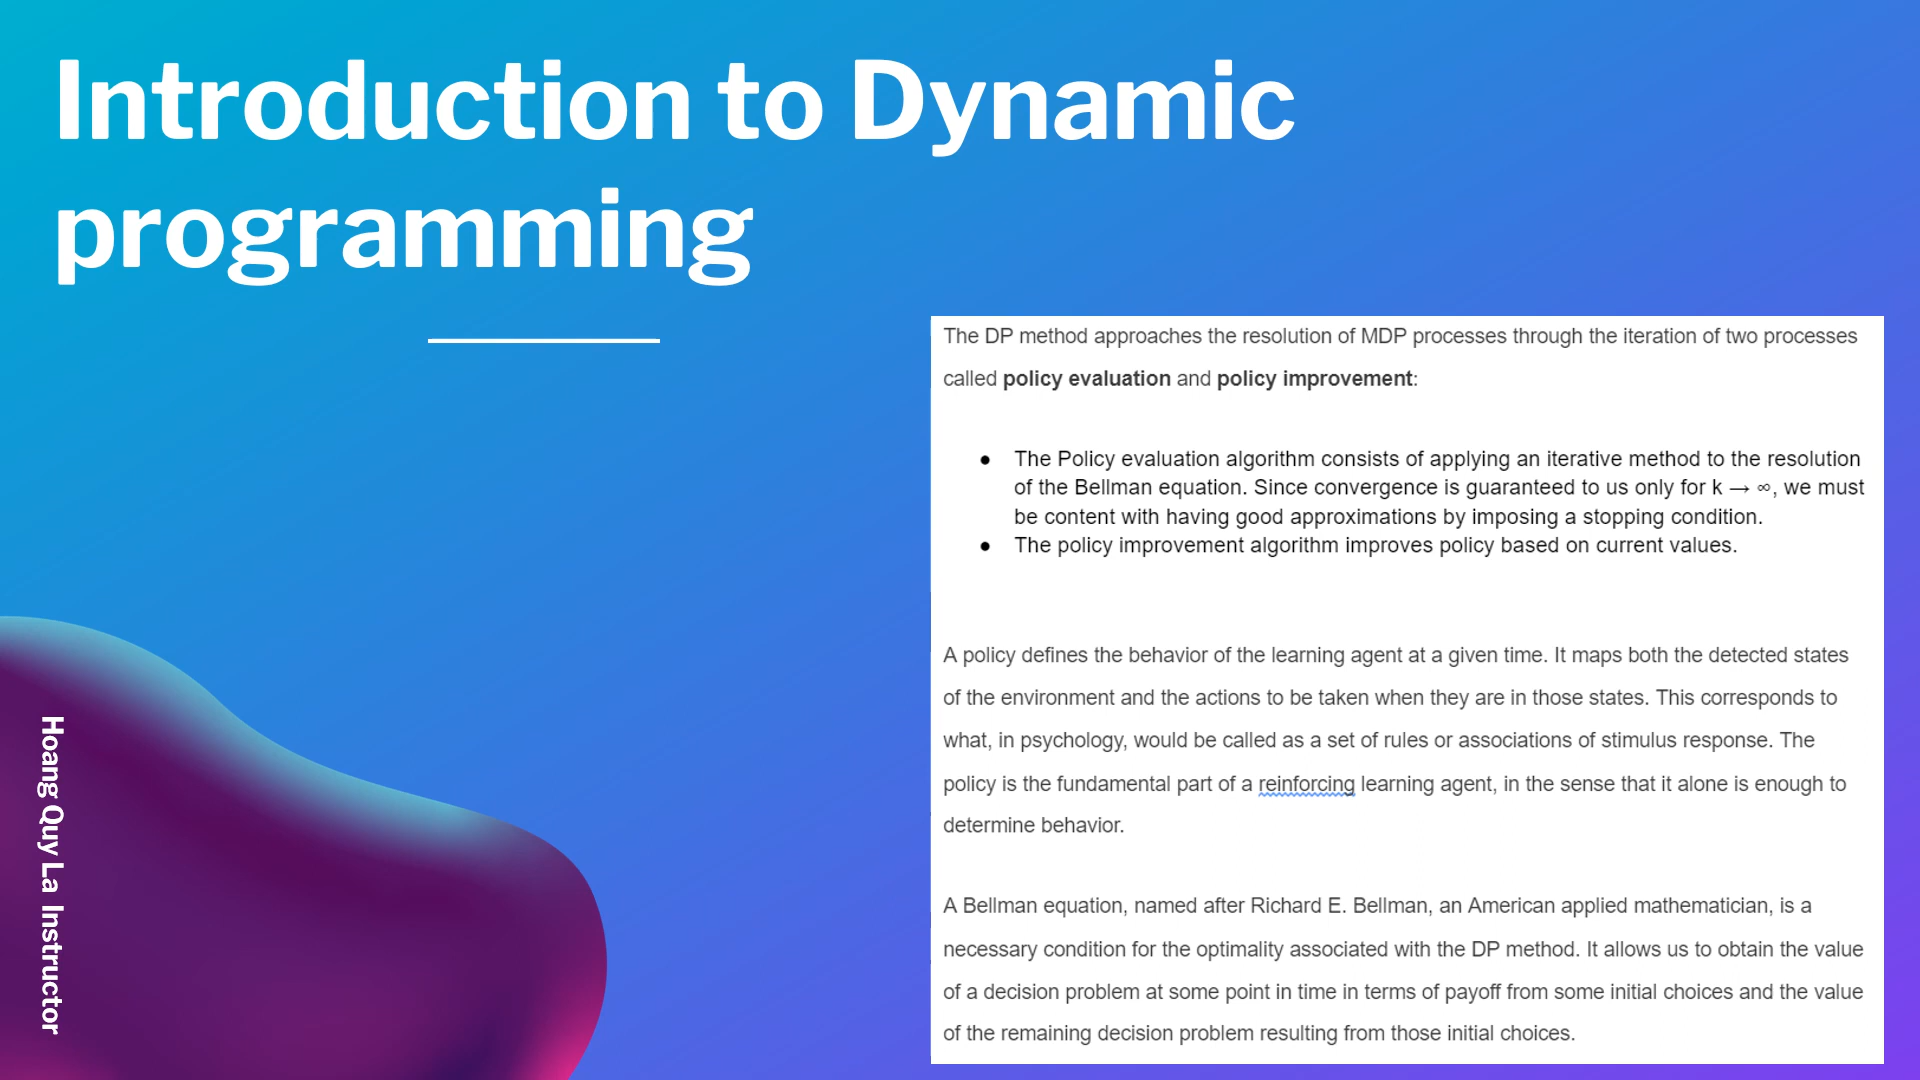 Introduction to Dynamic
programming
The DP method approaches the resolution of MDP processes through the iteration of two processes
called policy evaluation and policy improvement:
● The Policy evaluation algorithm consists of applying an iterative method to the resolution
of the Bellman equation. Since convergence is guaranteed to us only for k → ∞, we must
be content with having good approximations by imposing a stopping condition.
● The policy improvement algorithm improves policy based on current values.
A policy defines the behavior of the learning agent at a given time. It maps both the detected states
of the environment and the actions to be taken when they are in those states. This corresponds to
what, in psychology, would be called as a set of rules or associations of stimulus response. The
policy is the fundamental part of a reinforcing learning agent, in the sense that it alone is enough to
determine behavior.
A Bellman equation, named after Richard E. Bellman, an American applied mathematician, is a
necessary condition for the optimality associated with the DP method. It allows us to obtain the value
of a decision problem at some point in time in terms of payoff from some initial choices and the value
of the remaining decision problem resulting from those initial choices.
Hoang Quy La Instructor